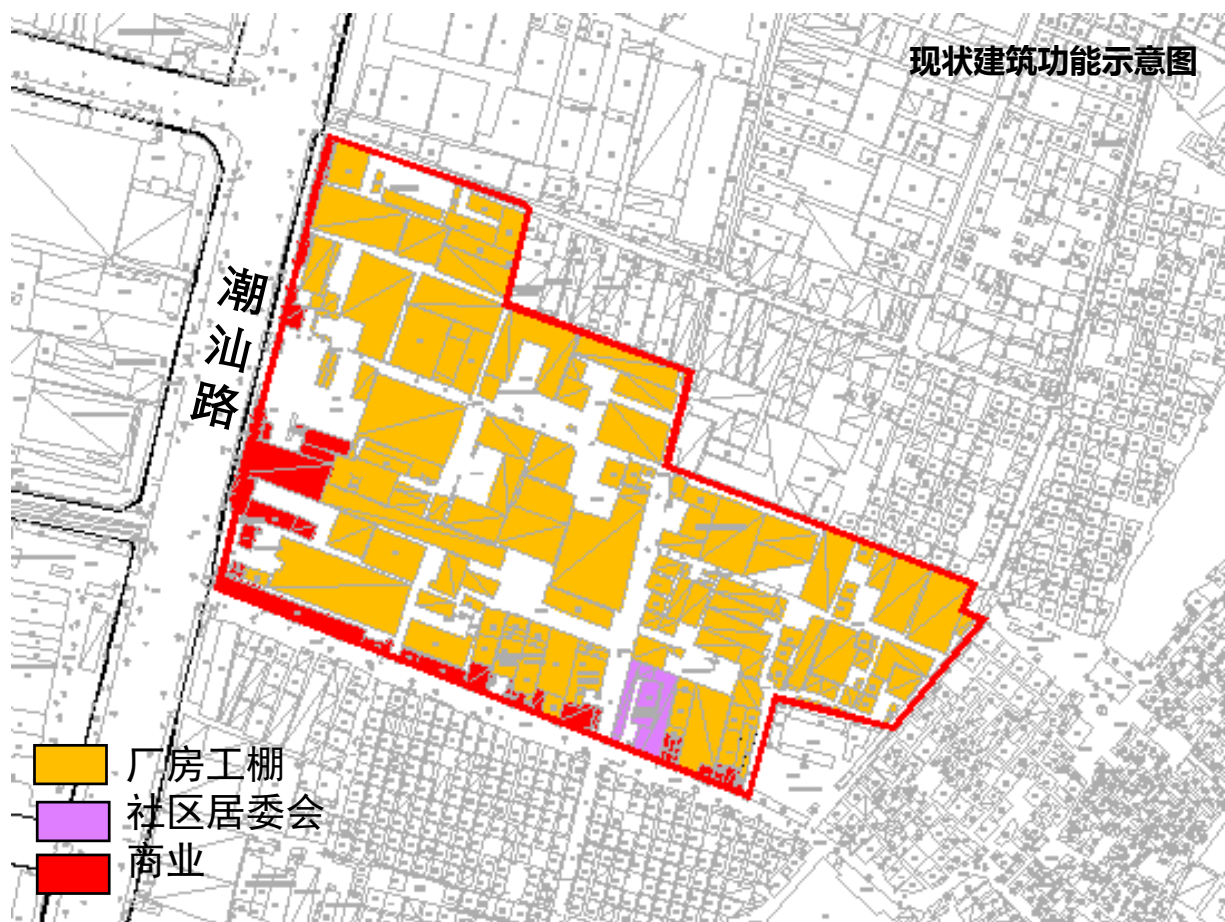 现状建筑功能示意图
潮汕路
厂房工棚
社区居委会
商业